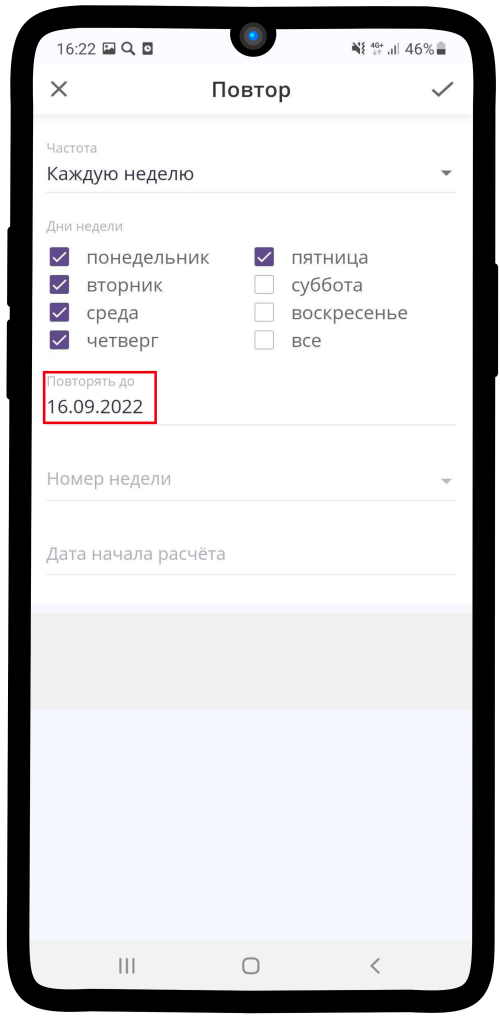 16:22 4G+ 46%
Повтор
Частота
Каждую неделю
Дни недели
понедельник пятница
вторник суббота
среда воскресенье
четверг все
Повторять до
16.09.2022
Номер недели
Дата начала расчёта